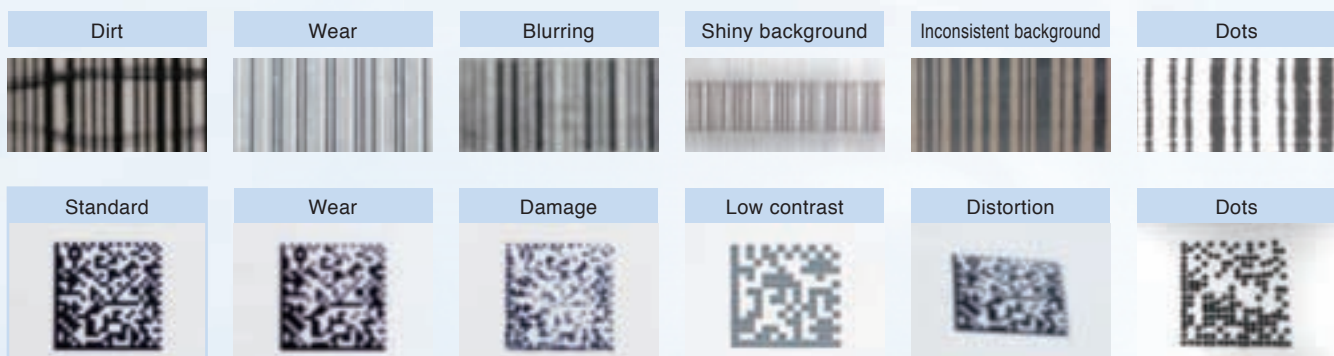 Dirt
Wear
Blurring
Shiny background
Inconsistent background
Dots
Standard
Wear
Damage
Low contrast
Distortion
Dots